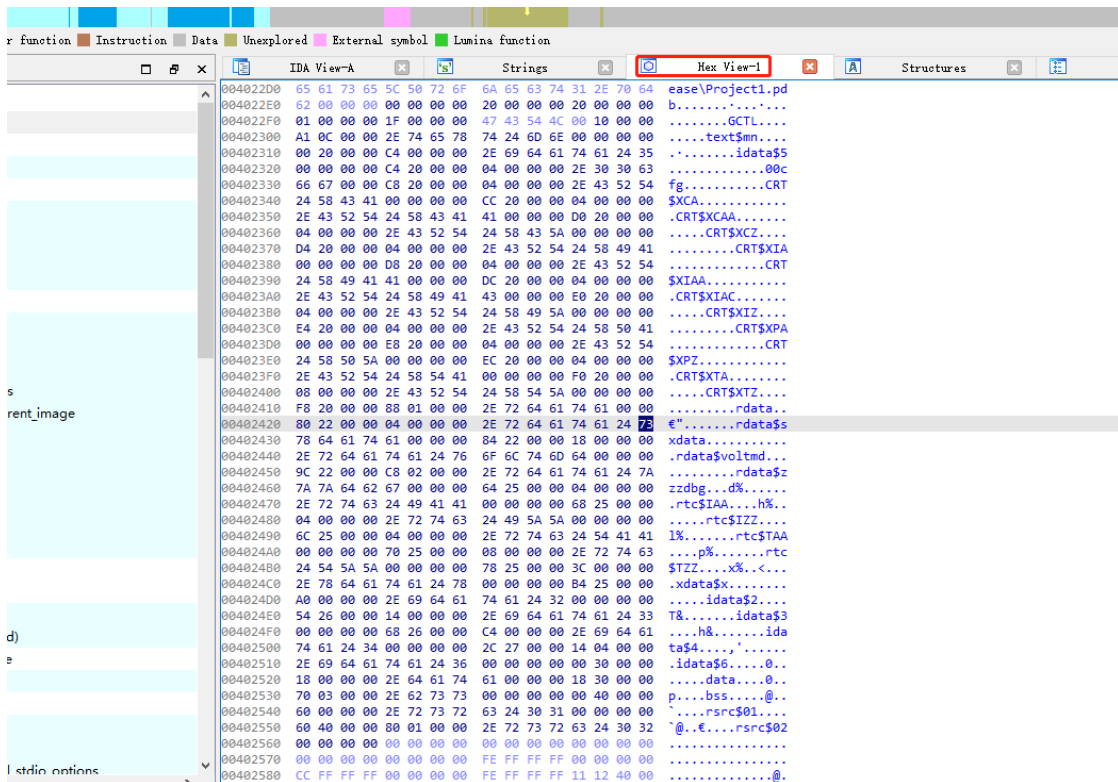 r function Instruction Data Unexplored External symbol Lumina function
IDA View-A Strings Hex View-1 Structures
004022D0 65 61 73 65 5C 50 72 6F 6A 65 63 74 31 2E 70 64 ease\Project1.pd
004022E0 62 00 00 00 00 00 00 00 20 00 00 00 20 00 00 00 b....... ... ...
004022F0 01 00 00 00 1F 00 00 00 47 43 54 4C 00 10 00 00 ........GCTL....
00402300 A1 0C 00 00 2E 74 65 78 74 24 6D 6E 00 00 00 00 .....text$mn....
00402310 00 20 00 00 C4 00 00 00 2E 69 64 61 74 61 24 35 . .......idata$5
00402320 00 00 00 00 C4 20 00 00 04 00 00 00 2E 30 30 63 .............00c
00402330 66 67 00 00 C8 20 00 00 04 00 00 00 2E 43 52 54 fg...........CRT
00402340 24 58 43 41 00 00 00 00 CC 20 00 00 04 00 00 00 $XCA............
00402350 2E 43 52 54 24 58 43 41 41 00 00 00 D0 20 00 00 .CRT$XCAA.......
00402360 04 00 00 00 2E 43 52 54 24 58 43 5A 00 00 00 00 .....CRT$XCZ....
00402370 D4 20 00 00 04 00 00 00 2E 43 52 54 24 58 49 41 .........CRT$XIA
00402380 00 00 00 00 D8 20 00 00 04 00 00 00 2E 43 52 54 .............CRT
00402390 24 58 49 41 41 00 00 00 DC 20 00 00 04 00 00 00 $XIAA...........
004023A0 2E 43 52 54 24 58 49 41 43 00 00 00 E0 20 00 00 .CRT$XIAC.......
004023B0 04 00 00 00 2E 43 52 54 24 58 49 5A 00 00 00 00 .....CRT$XIZ....
004023C0 E4 20 00 00 04 00 00 00 2E 43 52 54 24 58 50 41 .........CRT$XPA
004023D0 00 00 00 00 E8 20 00 00 04 00 00 00 2E 43 52 54 .............CRT
004023E0 24 58 50 5A 00 00 00 00 EC 20 00 00 04 00 00 00 $XPZ............
004023F0 2E 43 52 54 24 58 54 41 00 00 00 00 F0 20 00 00 .CRT$XTA........
s
00402400 08 00 00 00 2E 43 52 54 24 58 54 5A 00 00 00 00 .....CRT$XTZ....
rent_image
00402410 F8 20 00 00 88 01 00 00 2E 72 64 61 74 61 00 00 .........rdata..
00402420 80 22 00 00 04 00 00 00 2E 72 64 61 74 61 24 73 €".......rdata$s
00402430 78 64 61 74 61 00 00 00 84 22 00 00 18 00 00 00 xdata...........
00402440 2E 72 64 61 74 61 24 76 6F 6C 74 6D 64 00 00 00 .rdata$voltmd...
00402450 9C 22 00 00 C8 02 00 00 2E 72 64 61 74 61 24 7A .........rdata$z
00402460 7A 7A 64 62 67 00 00 00 64 25 00 00 04 00 00 00 zzdbg...d%......
00402470 2E 72 74 63 24 49 41 41 00 00 00 00 68 25 00 00 .rtc$IAA....h%..
00402480 04 00 00 00 2E 72 74 63 24 49 5A 5A 00 00 00 00 .....rtc$IZZ....
00402490 6C 25 00 00 04 00 00 00 2E 72 74 63 24 54 41 41 l%.......rtc$TAA
004024A0 00 00 00 00 70 25 00 00 08 00 00 00 2E 72 74 63 ....p%.......rtc
004024B0 24 54 5A 5A 00 00 00 00 78 25 00 00 3C 00 00 00 $TZZ....x%..<...
004024C0 2E 78 64 61 74 61 24 78 00 00 00 00 B4 25 00 00 .xdata$x........
004024D0 A0 00 00 00 2E 69 64 61 74 61 24 32 00 00 00 00 .....idata$2....
004024E0 54 26 00 00 14 00 00 00 2E 69 64 61 74 61 24 33 T&.......idata$3
d)
004024F0 00 00 00 00 68 26 00 00 C4 00 00 00 2E 69 64 61 ....h&.......ida
00402500 74 61 24 34 00 00 00 00 2C 27 00 00 14 04 00 00 ta$4....,'......
e
00402510 2E 69 64 61 74 61 24 36 00 00 00 00 00 30 00 00 .idata$6.....0..
00402520 18 00 00 00 2E 64 61 74 61 00 00 00 18 30 00 00 .....data....0..
00402530 70 03 00 00 2E 62 73 73 00 00 00 00 00 40 00 00 p....bss.....@..
00402540 60 00 00 00 2E 72 73 72 63 24 30 31 00 00 00 00 `....rsrc$01....
00402550 60 40 00 00 80 01 00 00 2E 72 73 72 63 24 30 32 `@..€....rsrc$02
00402560 00 00 00 00 00 00 00 00 00 00 00 00 00 00 00 00 ................
00402570 00 00 00 00 00 00 00 00 FE FF FF FF 00 00 00 00 ................
l_stdio_options
00402580 CC FF FF FF 00 00 00 00 FE FF FF FF 11 12 40 00 ..............@.